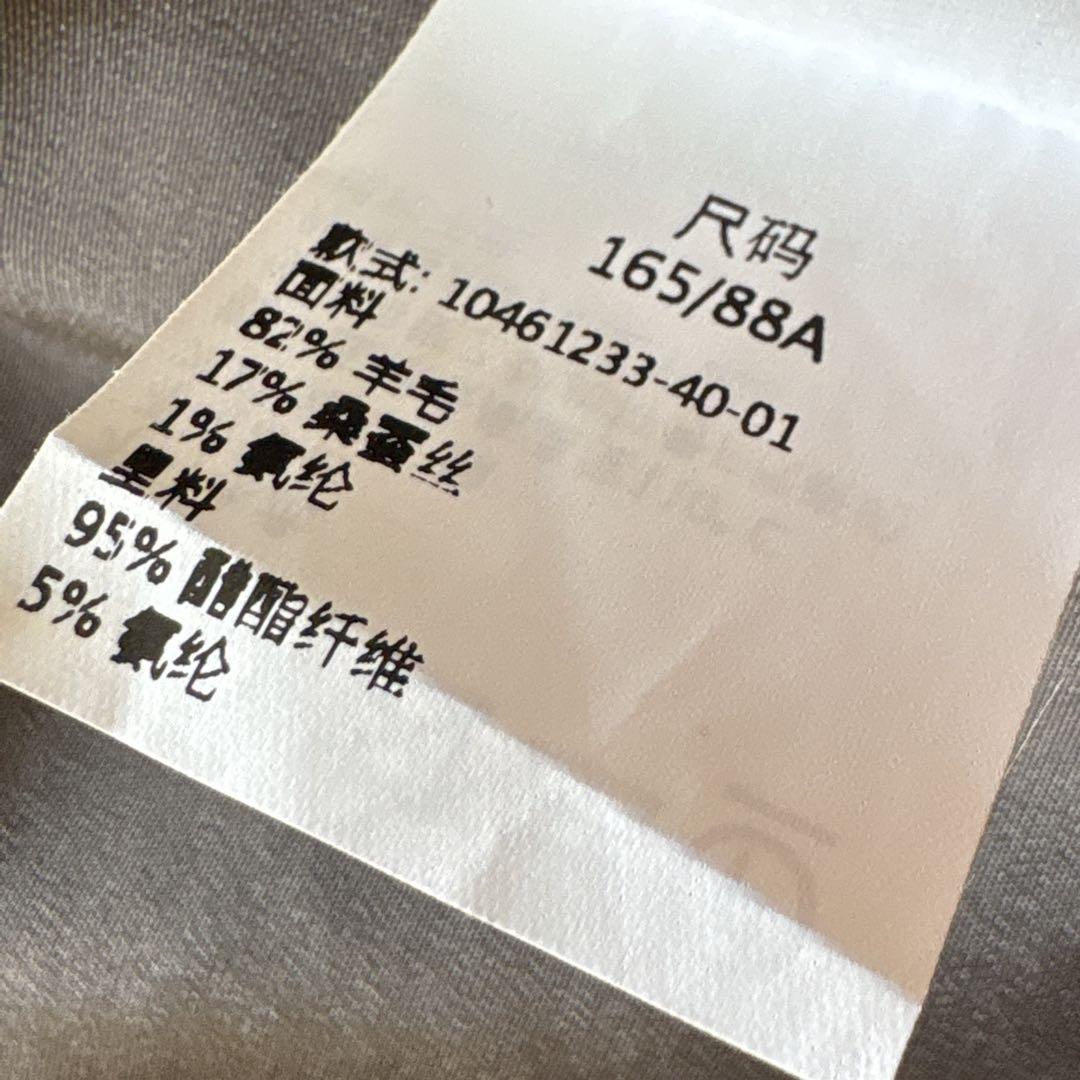 尺码
165/88A
款式: 10461233-40-01
面料
82% 羊毛
17% 桑蚕丝
1% 氨纶
里料
95% 醋酯纤维
5% 氨纶